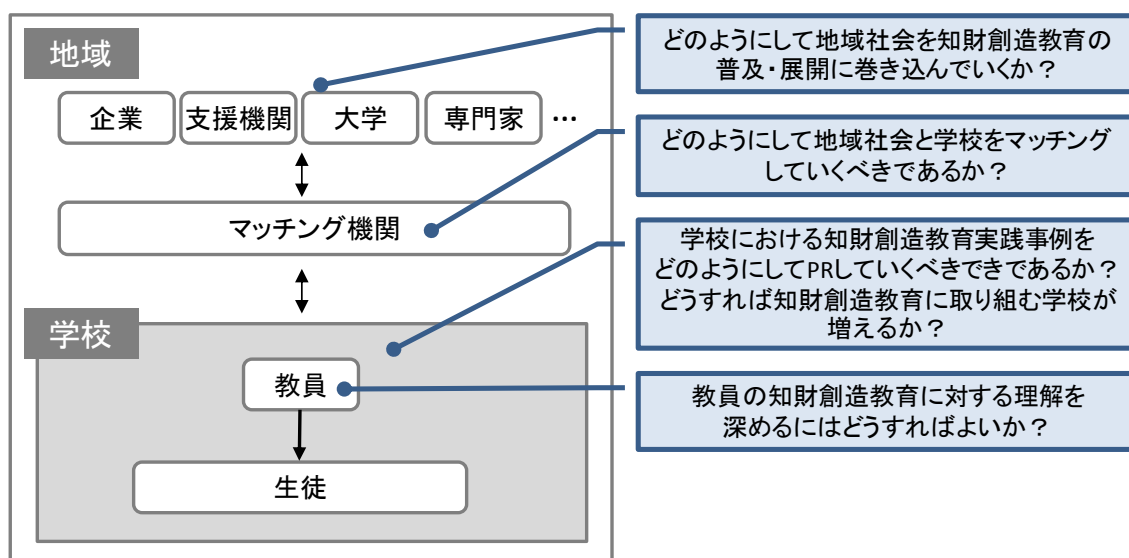 地域
企業
支援機関
大学
専門家
…
マッチング機関
学校
教員
生徒
どのようにして地域社会を知財創造教育の
普及・展開に巻き込んでいくか？
どのようにして地域社会と学校をマッチング
していくべきであるか？
学校における知財創造教育実践事例を
どのようにしてPRしていくべきできであるか？
どうすれば知財創造教育に取り組む学校が
増えるか？
教員の知財創造教育に対する理解を
深めるにはどうすればよいか？